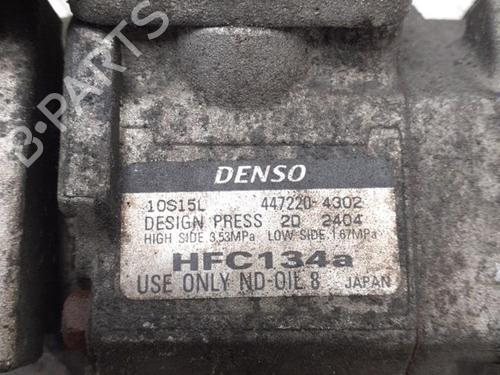 B-PARTS
DENSO
10S15L 447220-4302
DESIGN PRESS 2D 2404
HIGH SIDE 3.53MPa LOW SIDE 1.67MPa
HFC134a
USE ONLY ND-OIL 8 JAPAN